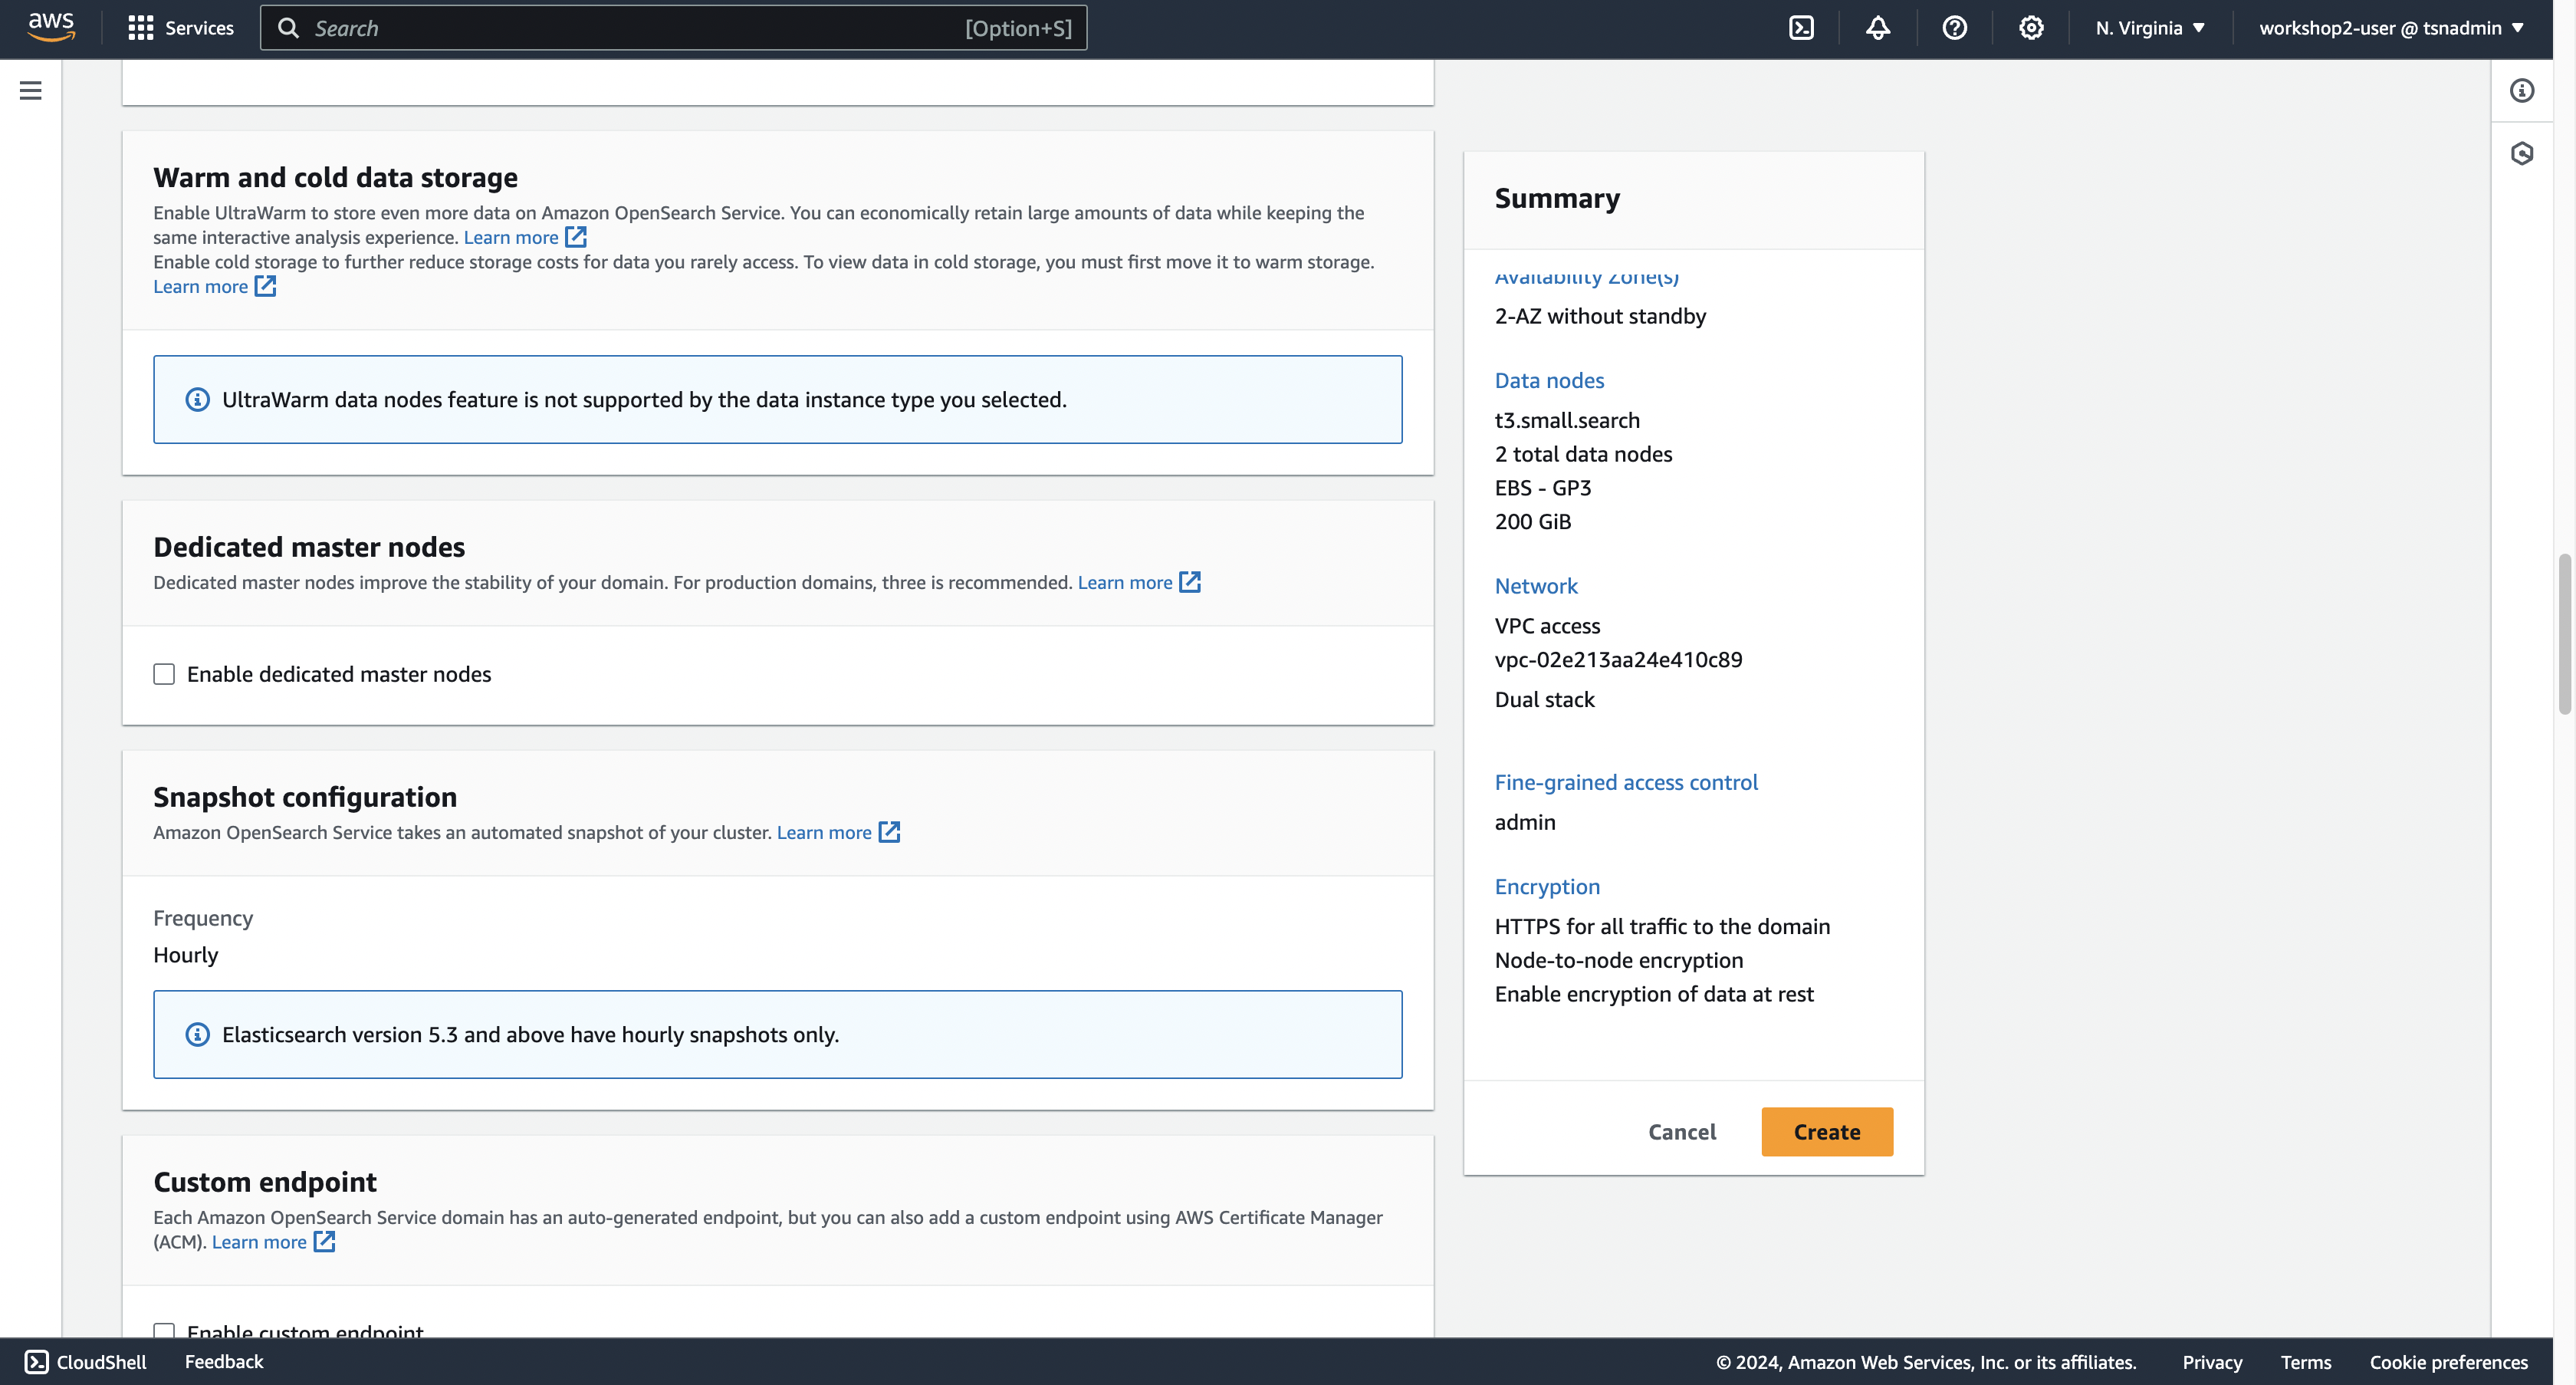 aws
Services
Search
[Option+S]
N. Virginia
workshop2-user @ tsnadmin
Warm and cold data storage
Enable UltraWarm to store even more data on Amazon OpenSearch Service. You can economically retain large amounts of data while keeping the
same interactive analysis experience. Learn more
Enable cold storage to further reduce storage costs for data you rarely access. To view data in cold storage, you must first move it to warm storage.
Learn more
UltraWarm data nodes feature is not supported by the data instance type you selected.
Dedicated master nodes
Dedicated master nodes improve the stability of your domain. For production domains, three is recommended. Learn more
Enable dedicated master nodes
Snapshot configuration
Amazon OpenSearch Service takes an automated snapshot of your cluster. Learn more
Frequency
Hourly
Elasticsearch version 5.3 and above have hourly snapshots only.
Custom endpoint
Each Amazon OpenSearch Service domain has an auto-generated endpoint, but you can also add a custom endpoint using AWS Certificate Manager
(ACM). Learn more
Enable custom endpoint
Summary
Availability Zone(s)
2-AZ without standby
Data nodes
t3.small.search
2 total data nodes
EBS - GP3
200 GiB
Network
VPC access
vpc-02e213aa24e410c89
Dual stack
Fine-grained access control
admin
Encryption
HTTPS for all traffic to the domain
Node-to-node encryption
Enable encryption of data at rest
Cancel
Create
CloudShell
Feedback
© 2024, Amazon Web Services, Inc. or its affiliates.
Privacy
Terms
Cookie preferences